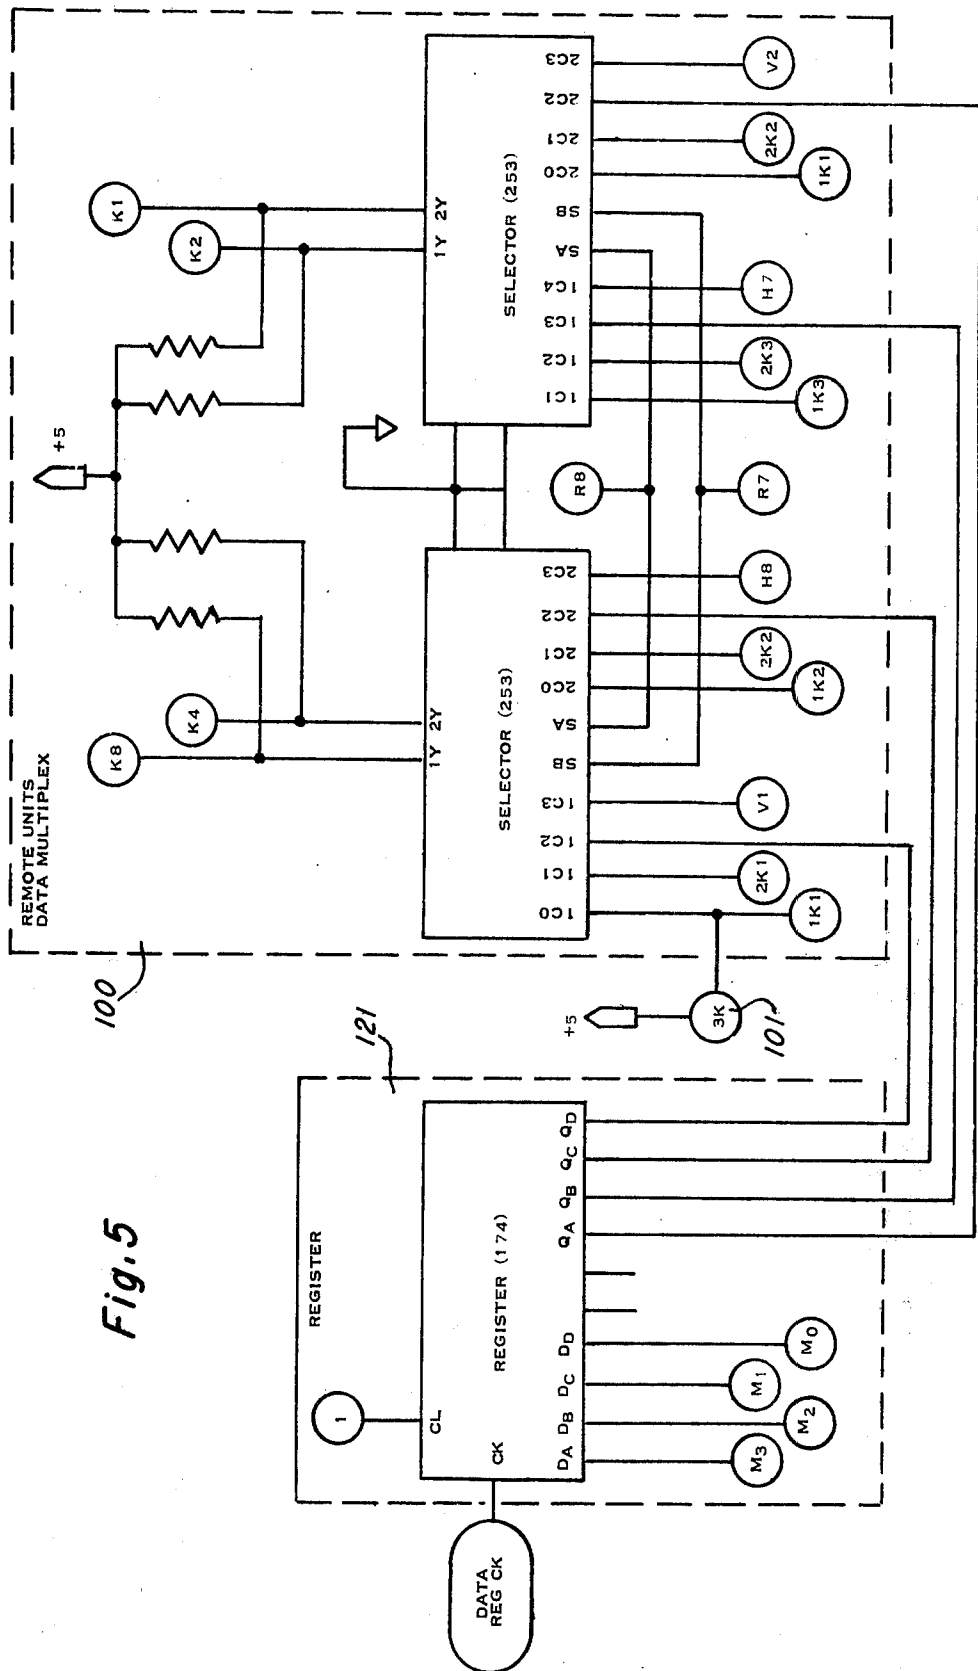 Fig.5
REMOTE UNITS
DATA MULTIPLEX
100
K8
K4
+5
K2
K1
1Y 2Y
SELECTOR (253)
1C0 1C1 1C2 1C3 SB SA 2C0 2C1 2C2 2C3
1K1
2K1
V1
1K2
2K2
H8
1Y 2Y
SELECTOR (253)
1C1 1C2 1C3 1C4 SA SB 2C0 2C1 2C2 2C3
R8
R7
1K3
2K3
H7
1K1
2K2
V2
+5
3K
101
121
REGISTER
1
CL
CK
REGISTER (174)
DA DB DC DD QA QB QC QD
M3
M2
M1
M0
DATA
REG CK